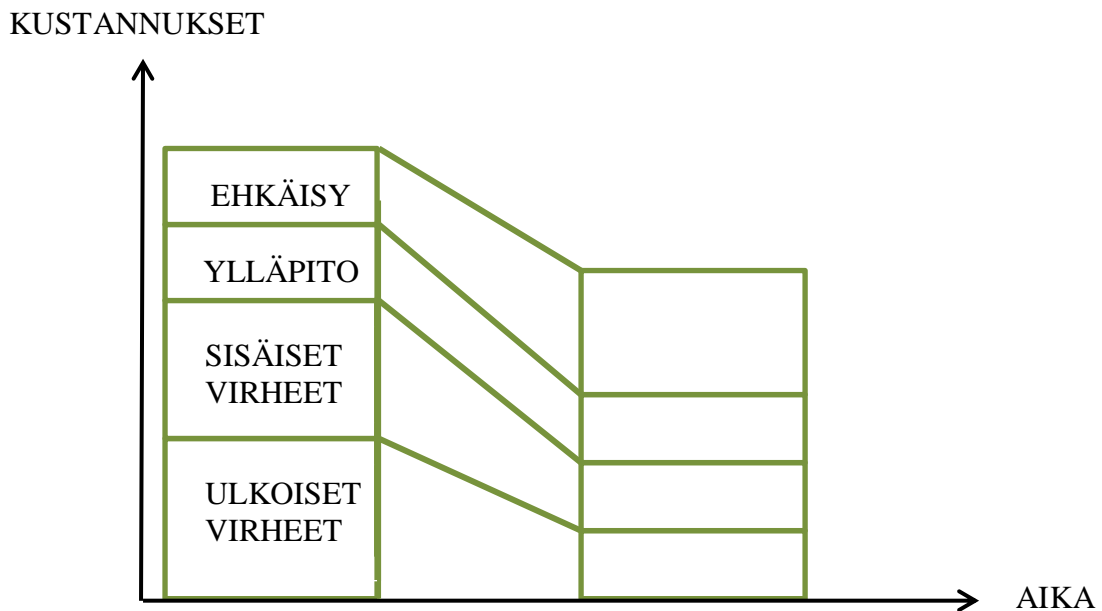 KUSTANNUKSET
EHKÄISY
YLLÄPITO
SISÄISET
VIRHEET
ULKOISET
VIRHEET
AIKA